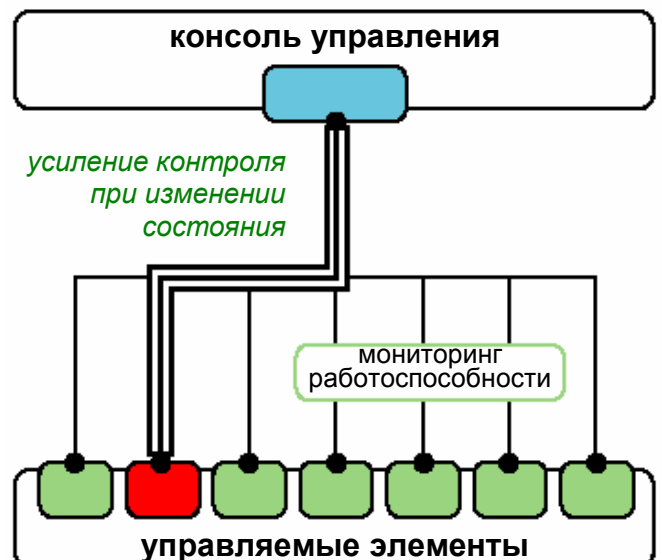 консоль управления
усиление контроля
при изменении
состояния
мониторинг
работоспособности
управляемые элементы